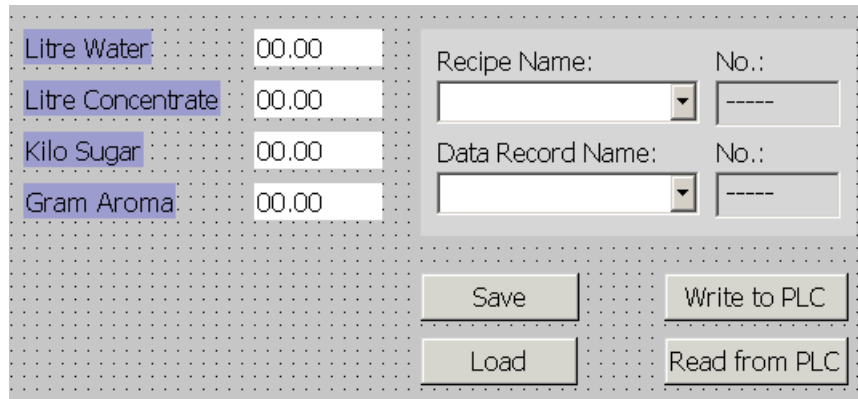 Litre Water 00.00
Litre Concentrate 00.00
Kilo Sugar 00.00
Gram Aroma 00.00
Recipe Name: No.:
-----
Data Record Name: No.:
-----
Save Write to PLC
Load Read from PLC